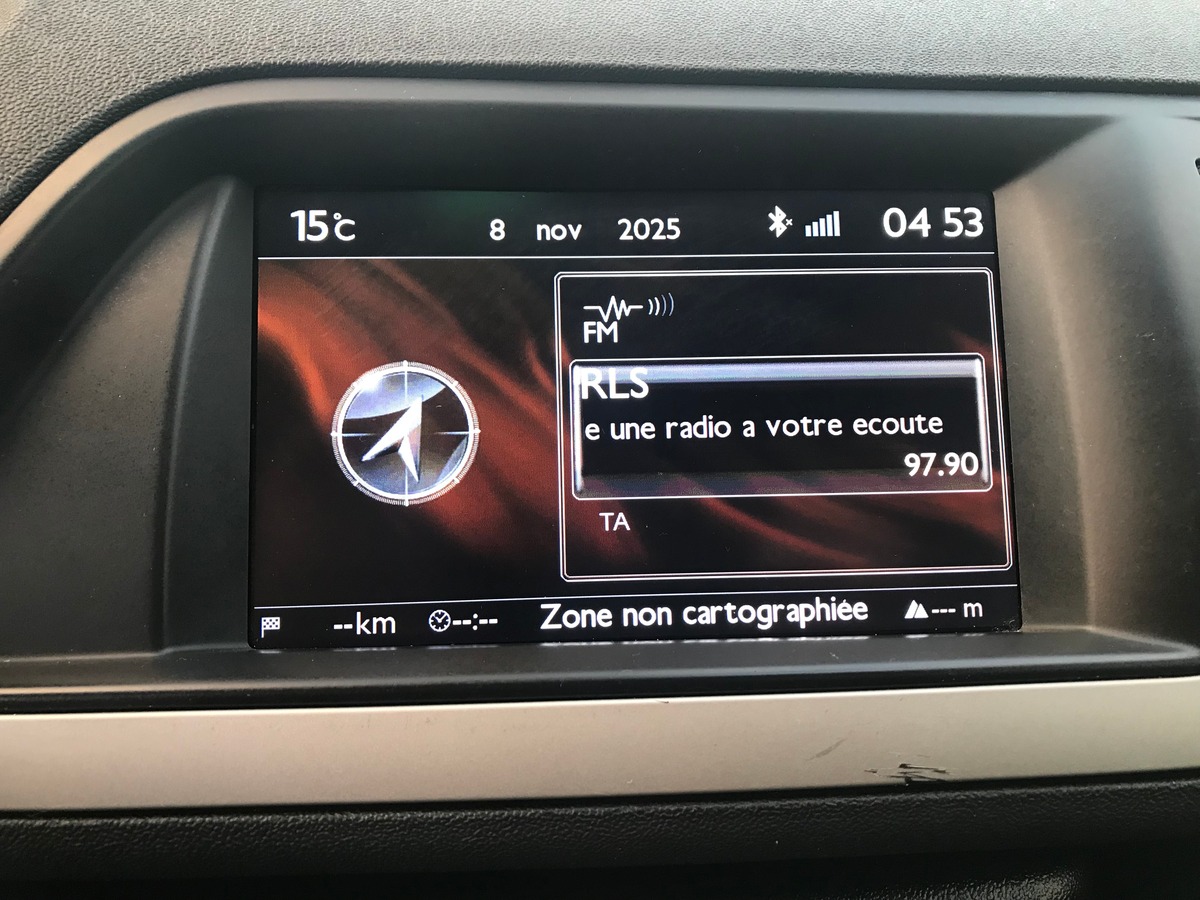 15°C 8 nov 2025 04 53
FM
RLS
e une radio a votre ecoute
97.90
TA
--km --:-- Zone non cartographiée --- m